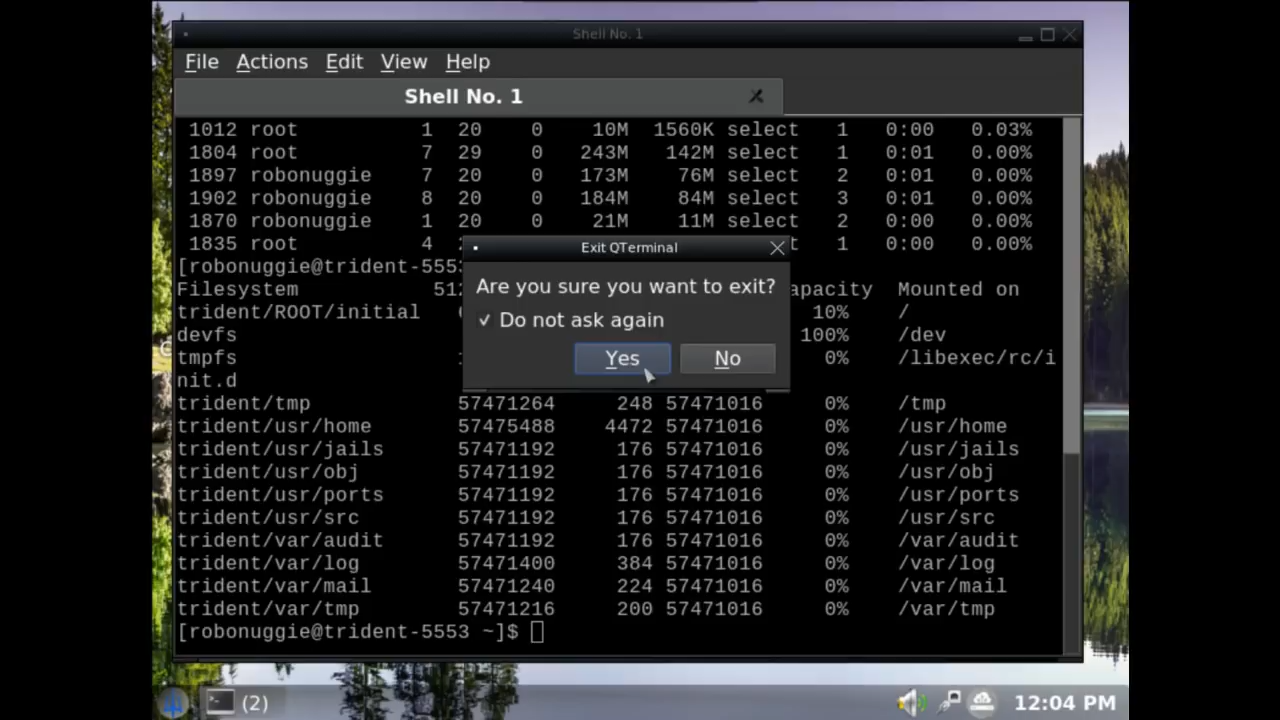 Shell No. 1
File Actions Edit View Help
Shell No. 1
1012 root 1 20 0 10M 1560K select 1 0:00 0.03%
1804 root 7 29 0 243M 142M select 1 0:01 0.00%
1897 robonuggie 7 20 0 173M 76M select 2 0:01 0.00%
1902 robonuggie 8 20 0 184M 84M select 3 0:01 0.00%
1870 robonuggie 1 20 0 21M 11M select 2 0:00 0.00%
1835 root 4 1 0:00 0.00%
Exit QTerminal
Are you sure you want to exit?
Do not ask again
Yes No
[robonuggie@trident-5553
Filesystem 512 apacity Mounted on
trident/ROOT/initial 10% /
devfs 100% /dev
tmpfs 0% /libexec/rc/i
nit.d
trident/tmp 57471264 248 57471016 0% /tmp
trident/usr/home 57475488 4472 57471016 0% /usr/home
trident/usr/jails 57471192 176 57471016 0% /usr/jails
trident/usr/obj 57471192 176 57471016 0% /usr/obj
trident/usr/ports 57471192 176 57471016 0% /usr/ports
trident/usr/src 57471192 176 57471016 0% /usr/src
trident/var/audit 57471192 176 57471016 0% /var/audit
trident/var/log 57471400 384 57471016 0% /var/log
trident/var/mail 57471240 224 57471016 0% /var/mail
trident/var/tmp 57471216 200 57471016 0% /var/tmp
[robonuggie@trident-5553 ~]$
(2)
12:04 PM